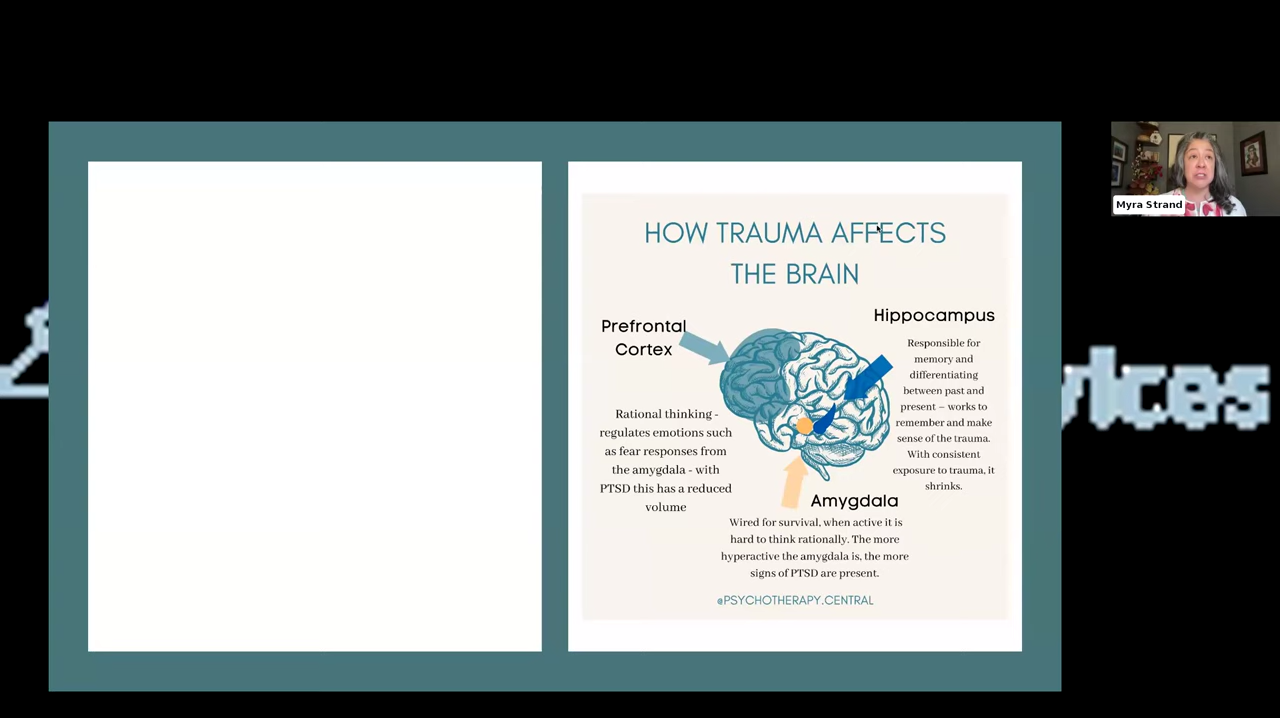 HOW TRAUMA AFFECTS
THE BRAIN
Prefrontal
Cortex
Rational thinking -
regulates emotions such
as fear responses from
the amygdala - with
PTSD this has a reduced
volume
Hippocampus
Responsible for
memory and
differentiating
between past and
present – works to
remember and make
sense of the trauma.
With consistent
exposure to trauma, it
shrinks.
Amygdala
Wired for survival, when active it is
hard to think rationally. The more
hyperactive the amygdala is, the more
signs of PTSD are present.
@PSYCHOTHERAPY.CENTRAL
Myra Strand
vices